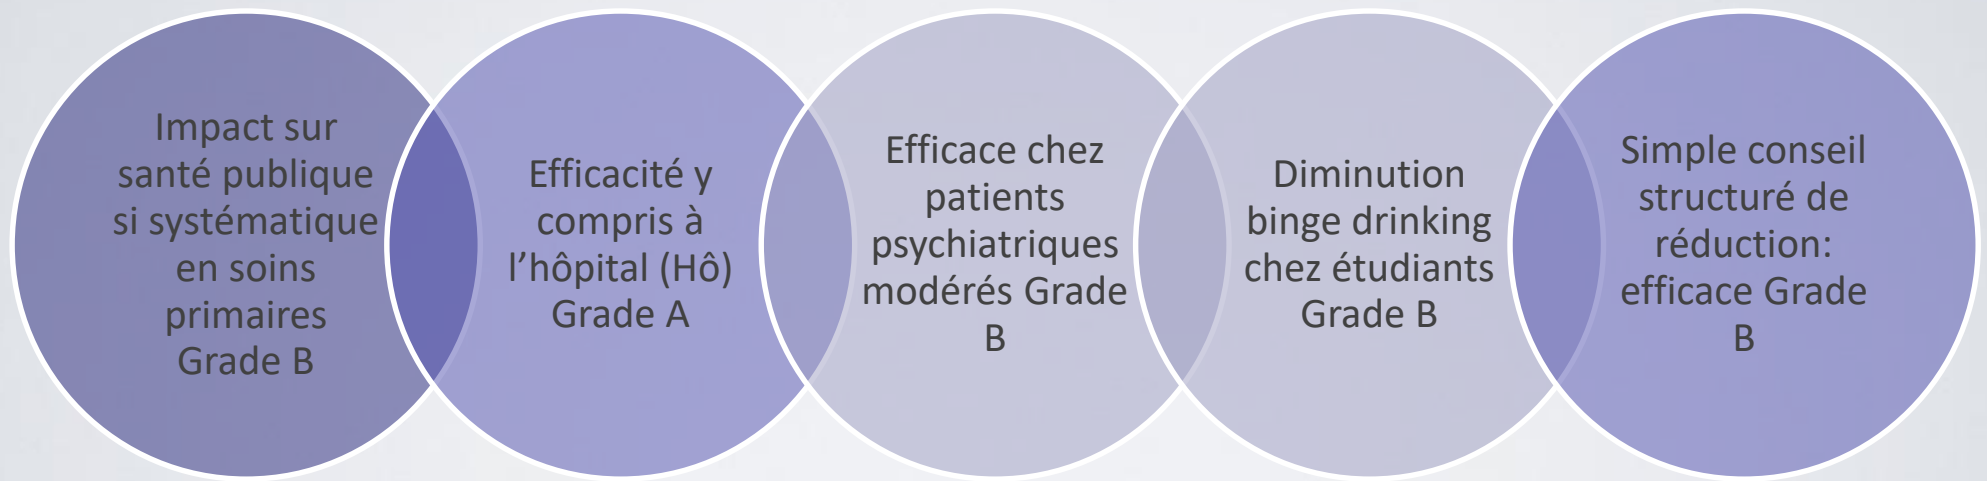 Impact sur
santé publique
si systématique
en soins
primaires
Grade B
Efficacité y
compris à
l’hôpital (Hô)
Grade A
Efficace chez
patients
psychiatriques
modérés Grade
B
Diminution
binge drinking
chez étudiants
Grade B
Simple conseil
structuré de
réduction:
efficace Grade
B